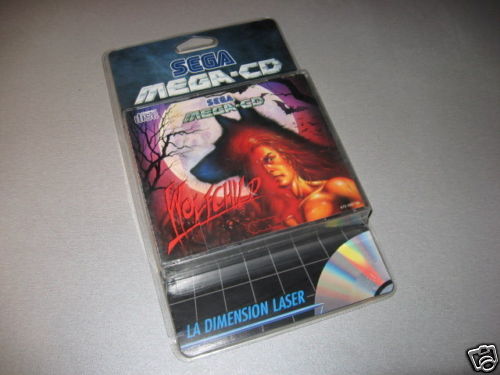 SEGA
MEGA-CD
SEGA
MEGA-CD
WOLFCHILD
LA DIMENSION LASER